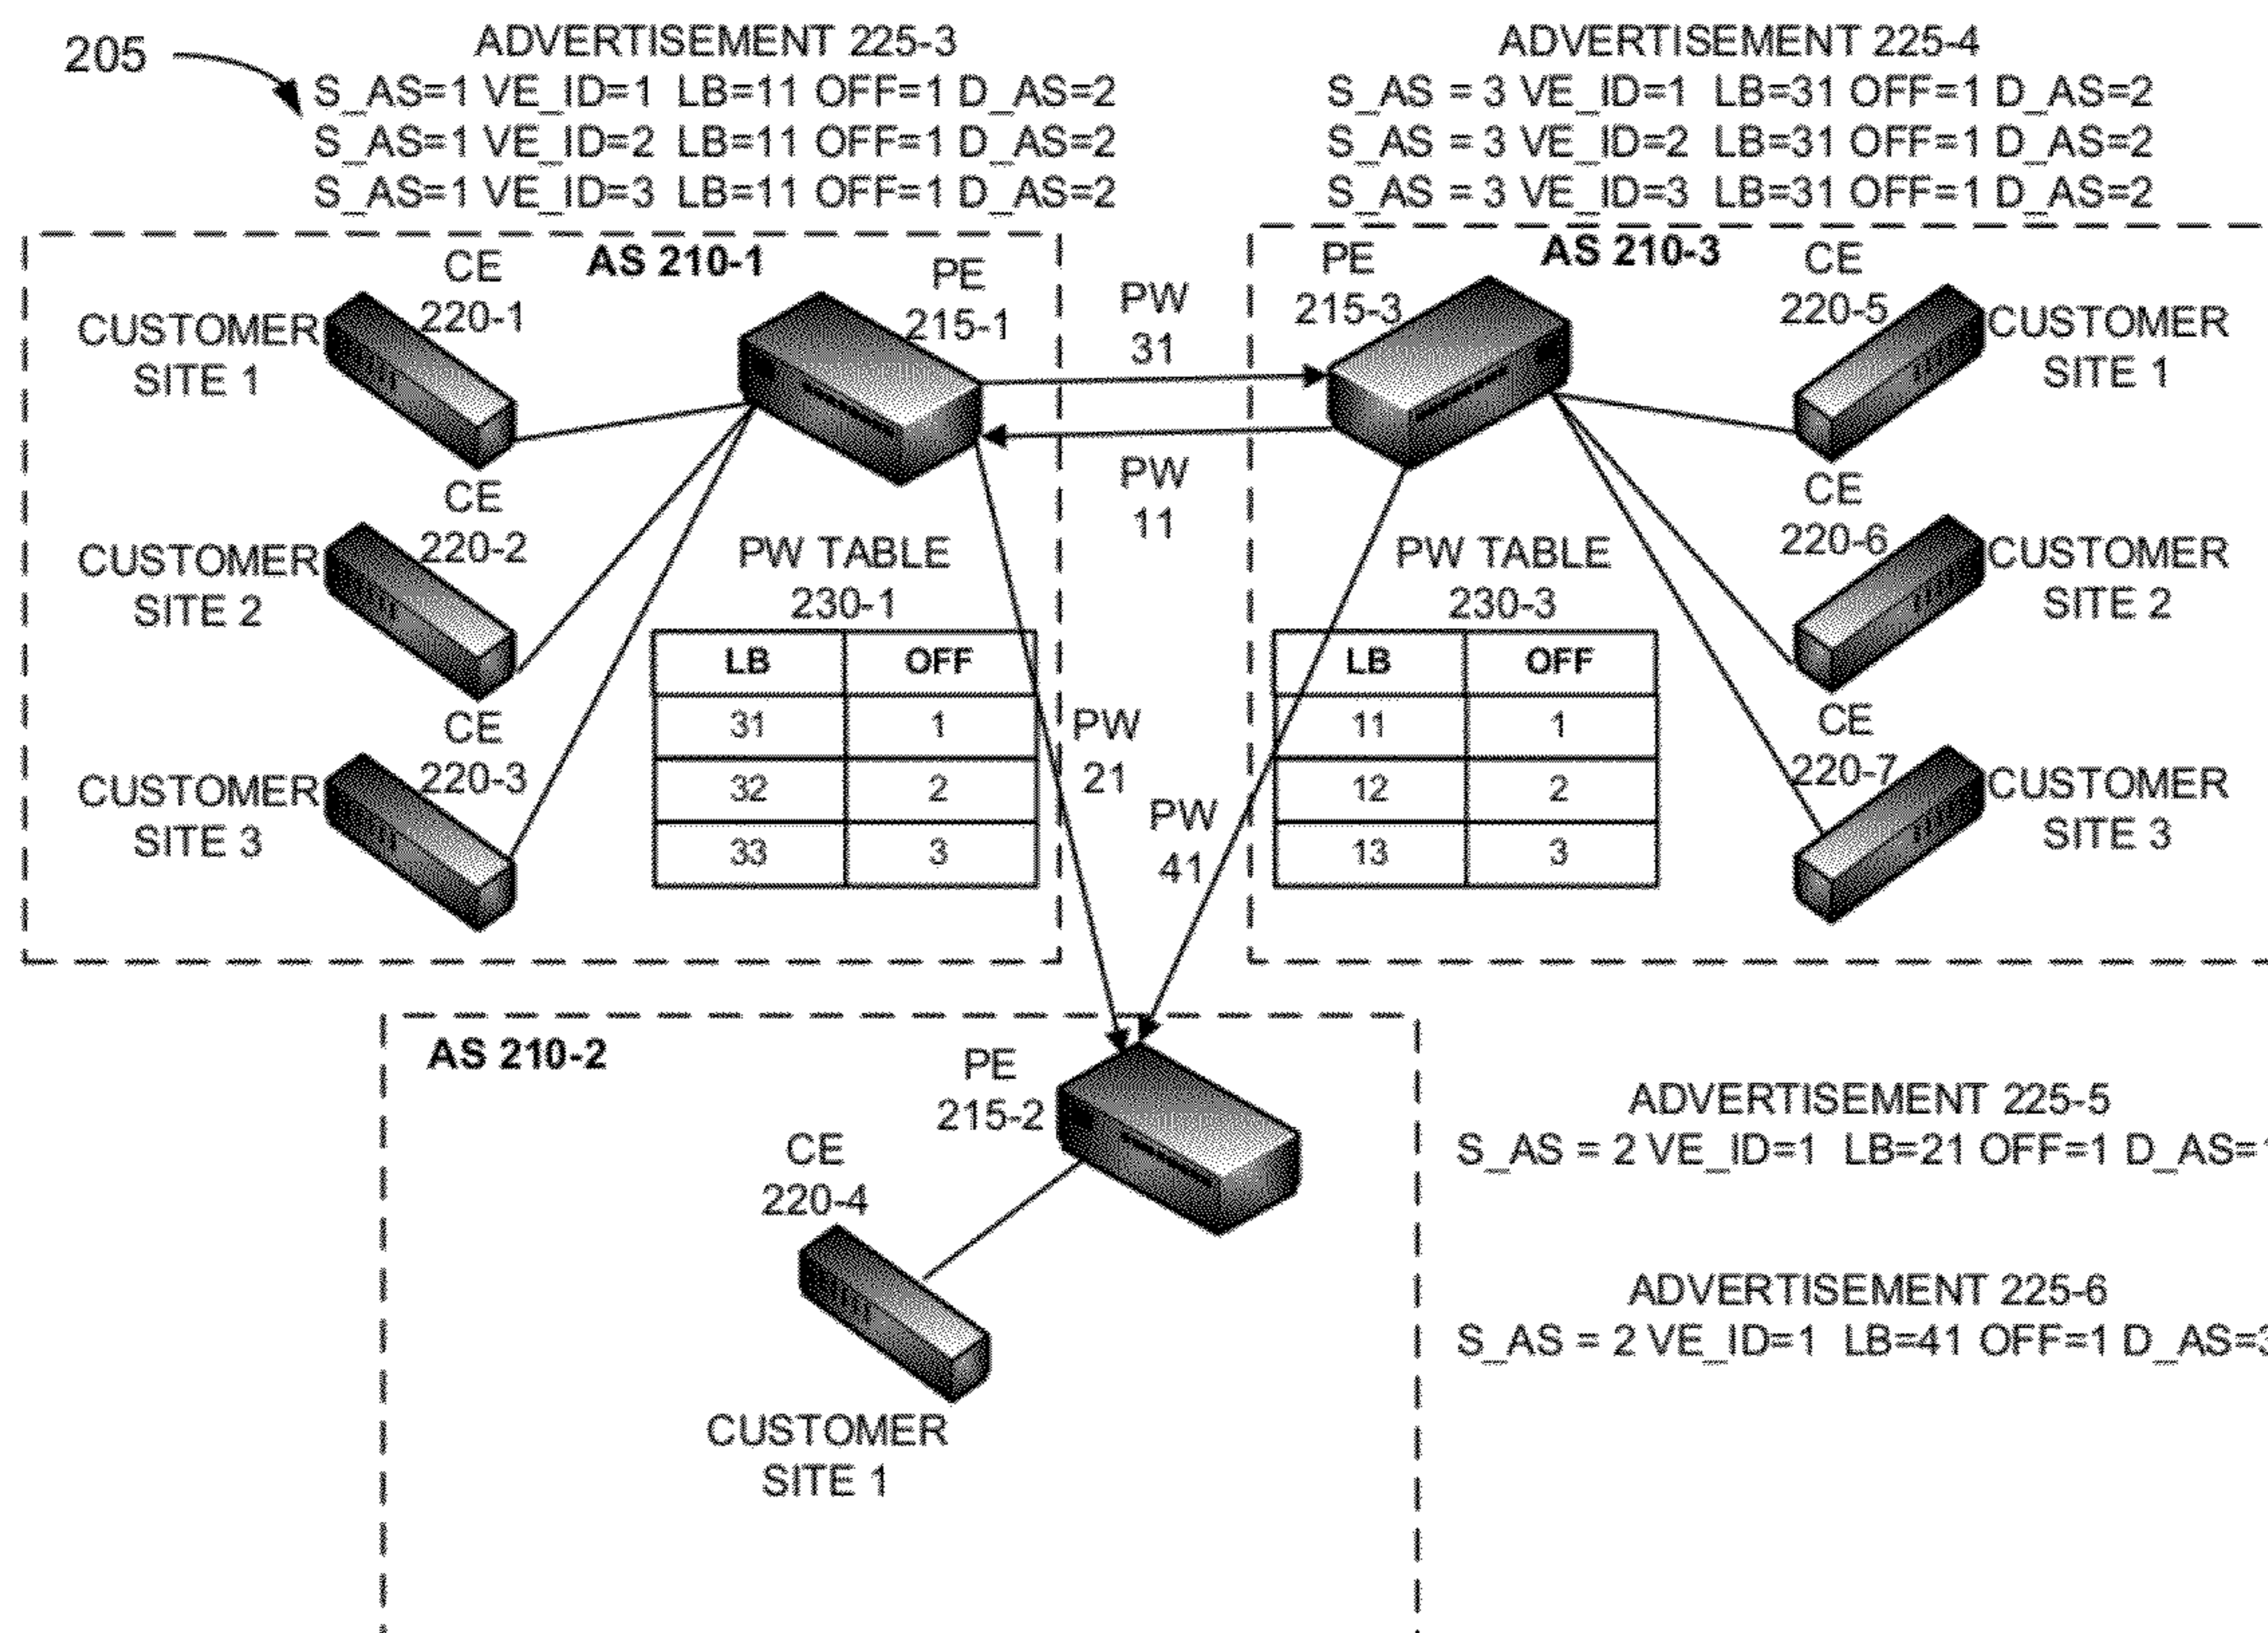 205
ADVERTISEMENT 225-3
S_AS=1 VE_ID=1 LB=11 OFF=1 D_AS=2
S_AS=1 VE_ID=2 LB=11 OFF=1 D_AS=2
S_AS=1 VE_ID=3 LB=11 OFF=1 D_AS=2
ADVERTISEMENT 225-4
S_AS = 3 VE_ID=1 LB=31 OFF=1 D_AS=2
S_AS = 3 VE_ID=2 LB=31 OFF=1 D_AS=2
S_AS = 3 VE_ID=3 LB=31 OFF=1 D_AS=2
AS 210-1
CE
220-1
CUSTOMER
SITE 1
PE
215-1
CE
220-2
CUSTOMER
SITE 2
CE
220-3
CUSTOMER
SITE 3
PW TABLE
230-1
LB OFF
31 1
32 2
33 3
PW
31
PW
11
PW
21
PW
41
AS 210-3
PE
215-3
CE
220-5
CUSTOMER
SITE 1
CE
220-6
CUSTOMER
SITE 2
CE
220-7
CUSTOMER
SITE 3
PW TABLE
230-3
LB OFF
11 1
12 2
13 3
AS 210-2
PE
215-2
CE
220-4
CUSTOMER
SITE 1
ADVERTISEMENT 225-5
S_AS = 2 VE_ID=1 LB=21 OFF=1 D_AS=1
ADVERTISEMENT 225-6
S_AS = 2 VE_ID=1 LB=41 OFF=1 D_AS=3